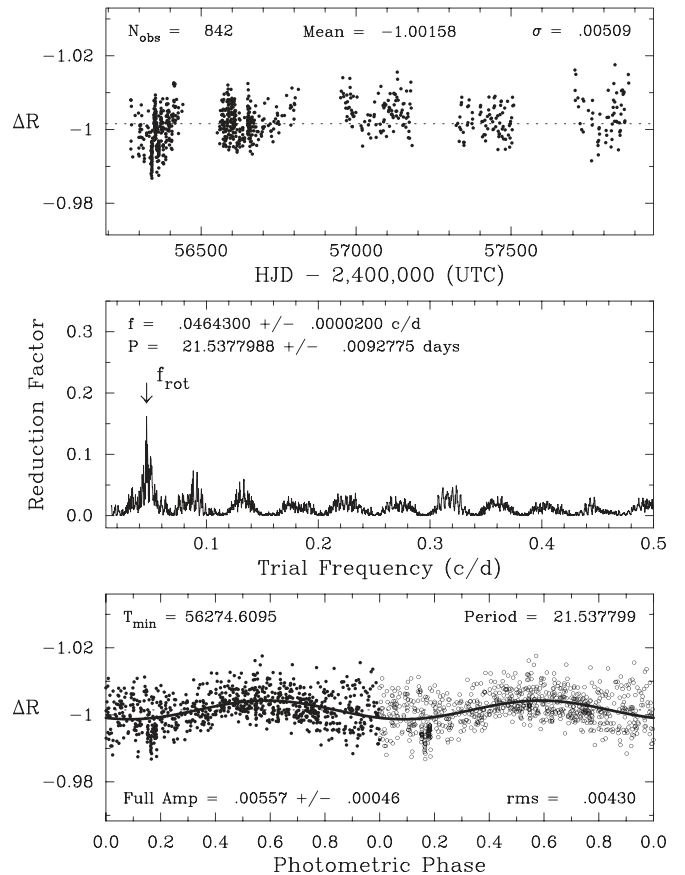 N_obs = 842 Mean = −1.00158 σ = .00509
−1.02
−1
−0.98
ΔR
56500 57000 57500
HJD − 2,400,000 (UTC)
f = .0464300 +/− .0000200 c/d
P = 21.5377988 +/− .0092775 days
f_rot
0.3
0.2
0.1
0.0
Reduction Factor
0.1 0.2 0.3 0.4 0.5
Trial Frequency (c/d)
T_min = 56274.6095 Period = 21.537799
−1.02
−1
−0.98
ΔR
Full Amp = .00557 +/− .00046 rms = .00430
0.0 0.2 0.4 0.6 0.8 0.0 0.2 0.4 0.6 0.8 0.0
Photometric Phase